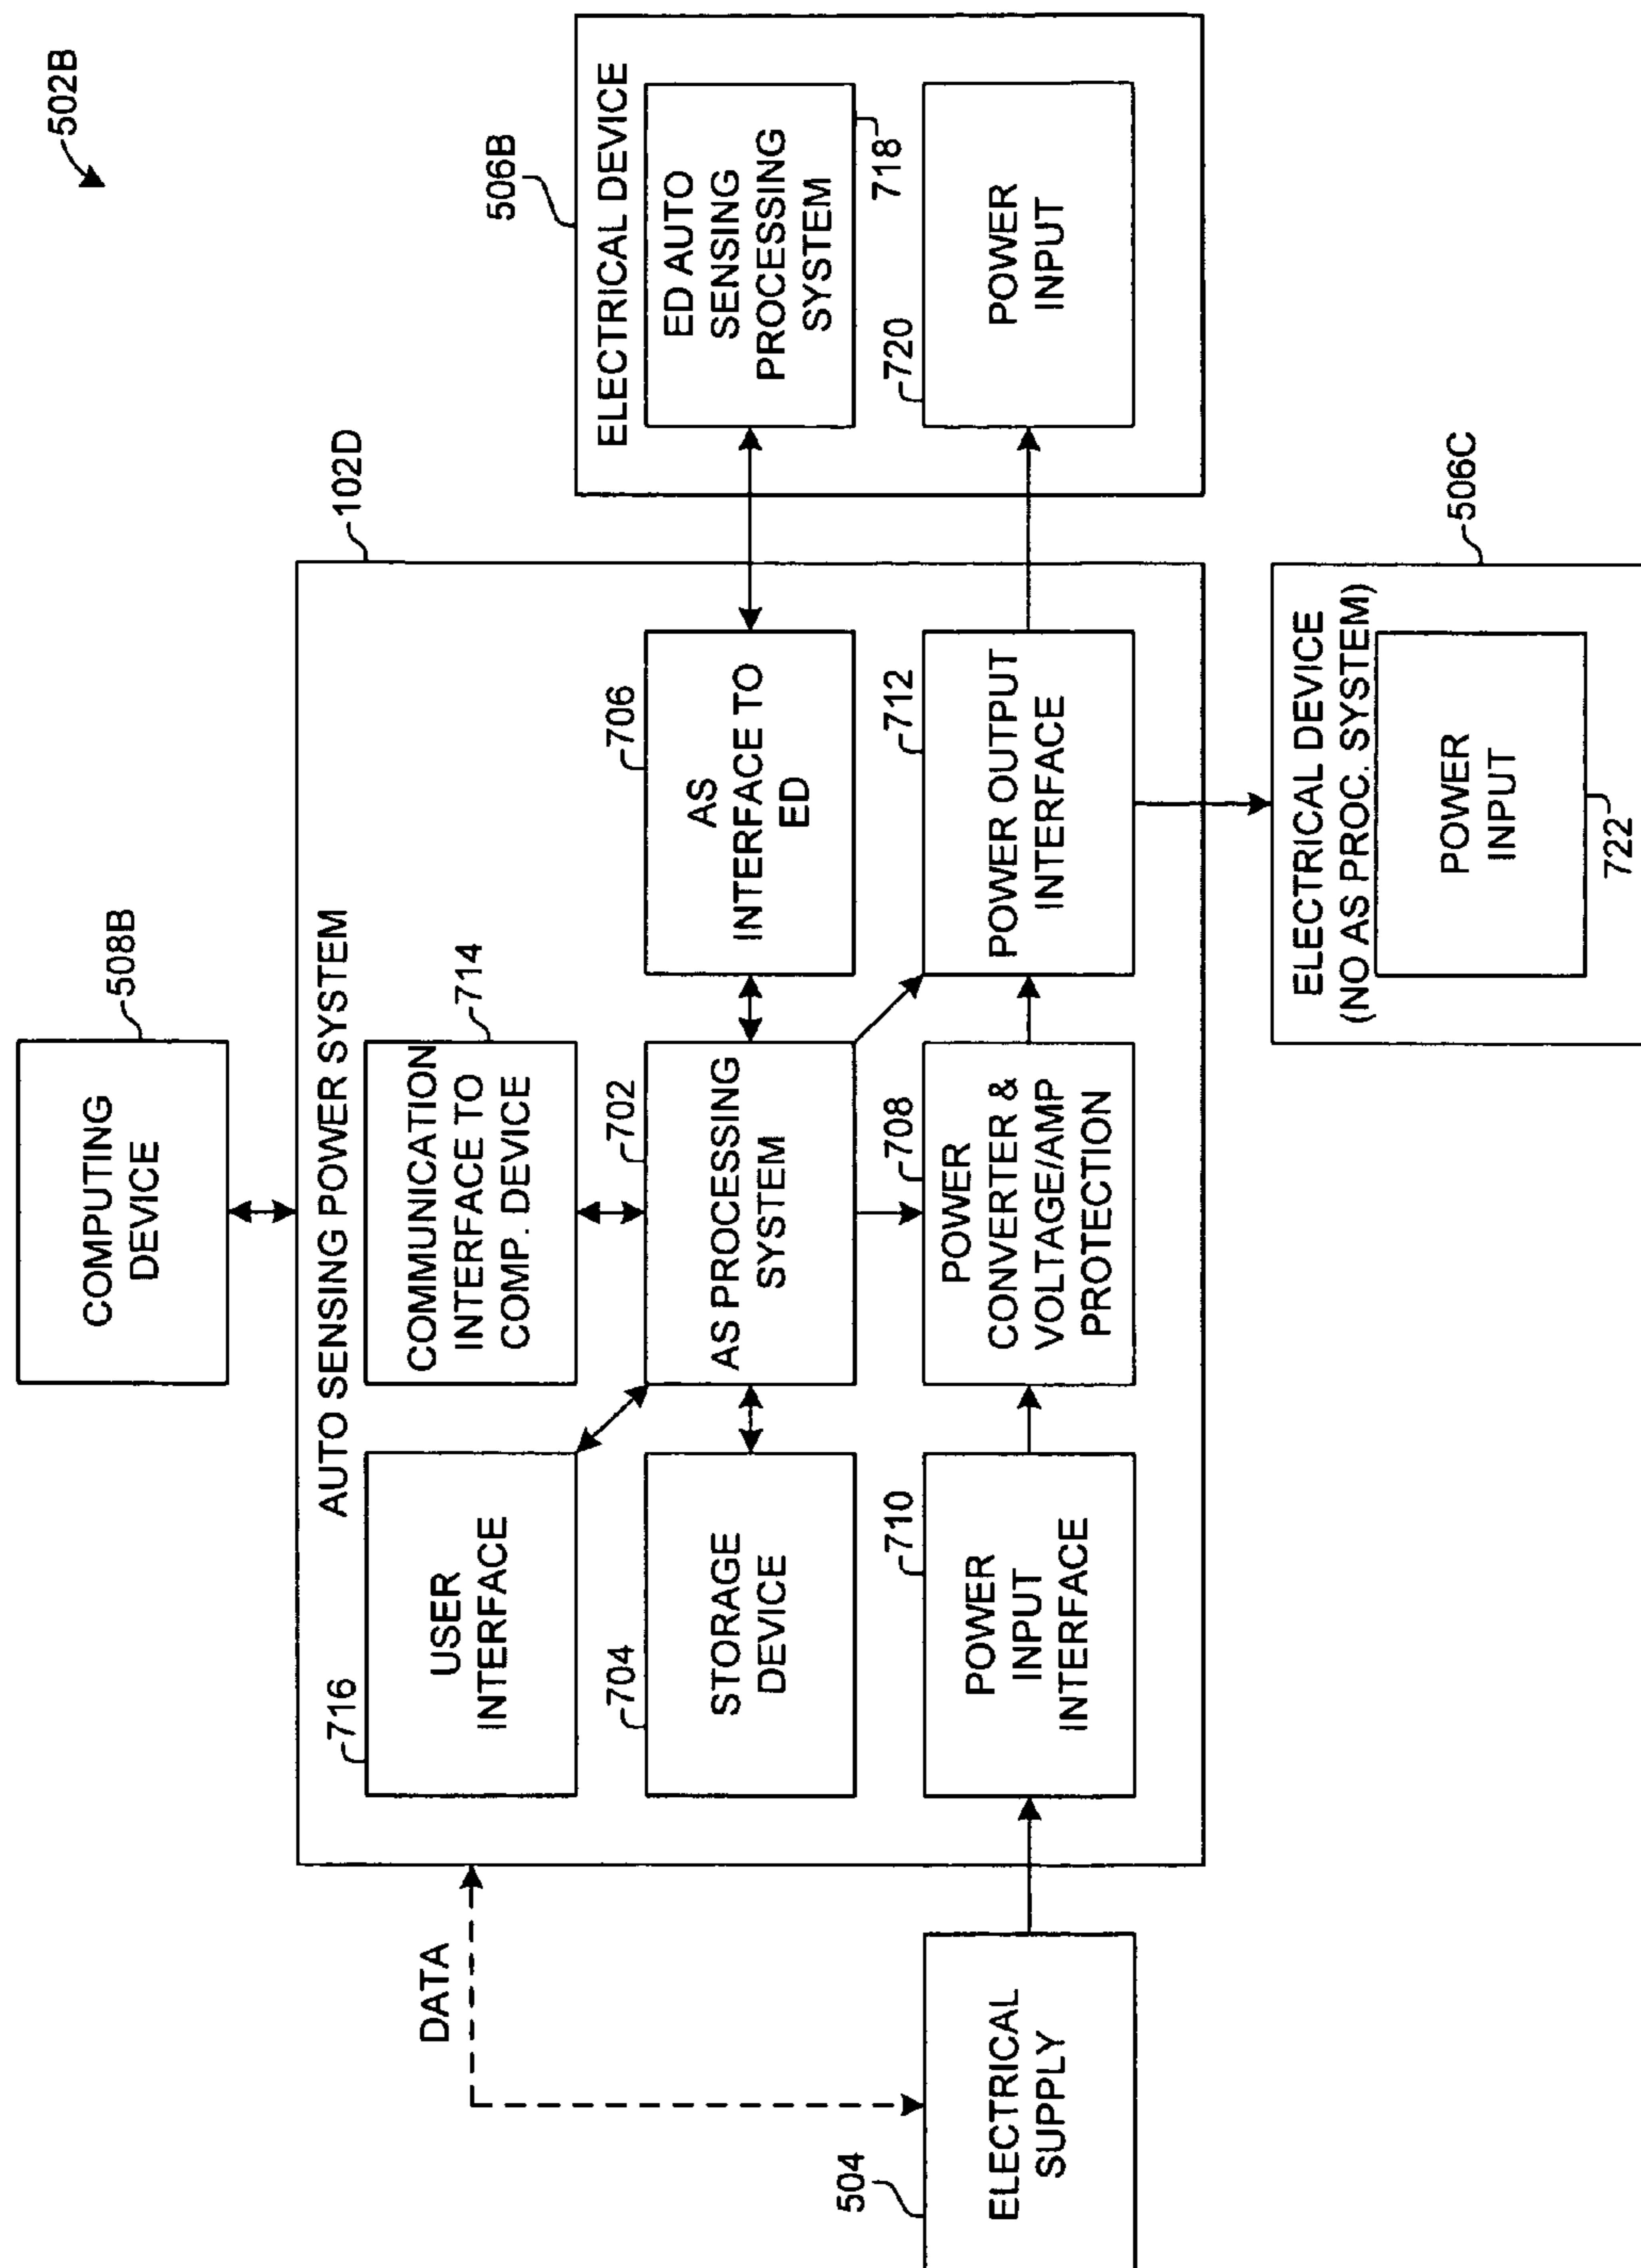 502B
COMPUTING
DEVICE
508B
AUTO SENSING POWER SYSTEM
102D
716
USER
INTERFACE
COMMUNICATION
INTERFACE TO
COMP. DEVICE
714
704
STORAGE
DEVICE
702
AS PROCESSING
SYSTEM
706
AS
INTERFACE TO
ED
710
POWER
INPUT
INTERFACE
708
POWER
CONVERTER &
VOLTAGE/AMP
PROTECTION
712
POWER OUTPUT
INTERFACE
DATA
504
ELECTRICAL
SUPPLY
506B
ELECTRICAL DEVICE
ED AUTO
SENSING
PROCESSING
SYSTEM
718
720
POWER
INPUT
506C
ELECTRICAL DEVICE
(NO AS PROC. SYSTEM)
POWER
INPUT
722